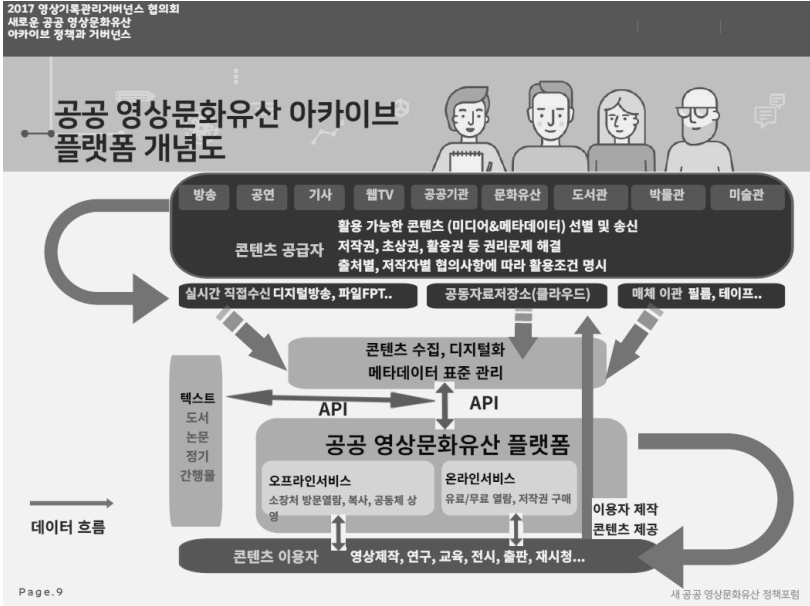 2017 영상기록관리거버넌스 협의회
새로운 공공 영상문화유산
아카이브 정책과 거버넌스
공공 영상문화유산 아카이브
플랫폼 개념도
방송 공연 기사 웹TV 공공기관 문화유산 도서관 박물관 미술관
콘텐츠 공급자
활용 가능한 콘텐츠 (미디어&메타데이터) 선별 및 송신
저작권, 초상권, 활용권 등 권리문제 해결
출처별, 저작자별 협의사항에 따라 활용조건 명시
실시간 직접수신 디지털방송, 파일FPT..
공동자료저장소(클라우드)
매체 이관 필름, 테이프..
콘텐츠 수집, 디지털화
메타데이터 표준 관리
텍스트
도서
논문
정기
간행물
API
API
공공 영상문화유산 플랫폼
오프라인서비스
소장처 방문열람, 복사, 공동체 상
영
온라인서비스
유료/무료 열람, 저작권 구매
이용자 제작
콘텐츠 제공
데이터 흐름
콘텐츠 이용자 영상제작, 연구, 교육, 전시, 출판, 재시청...
Page.9
새 공공 영상문화유산 정책포럼